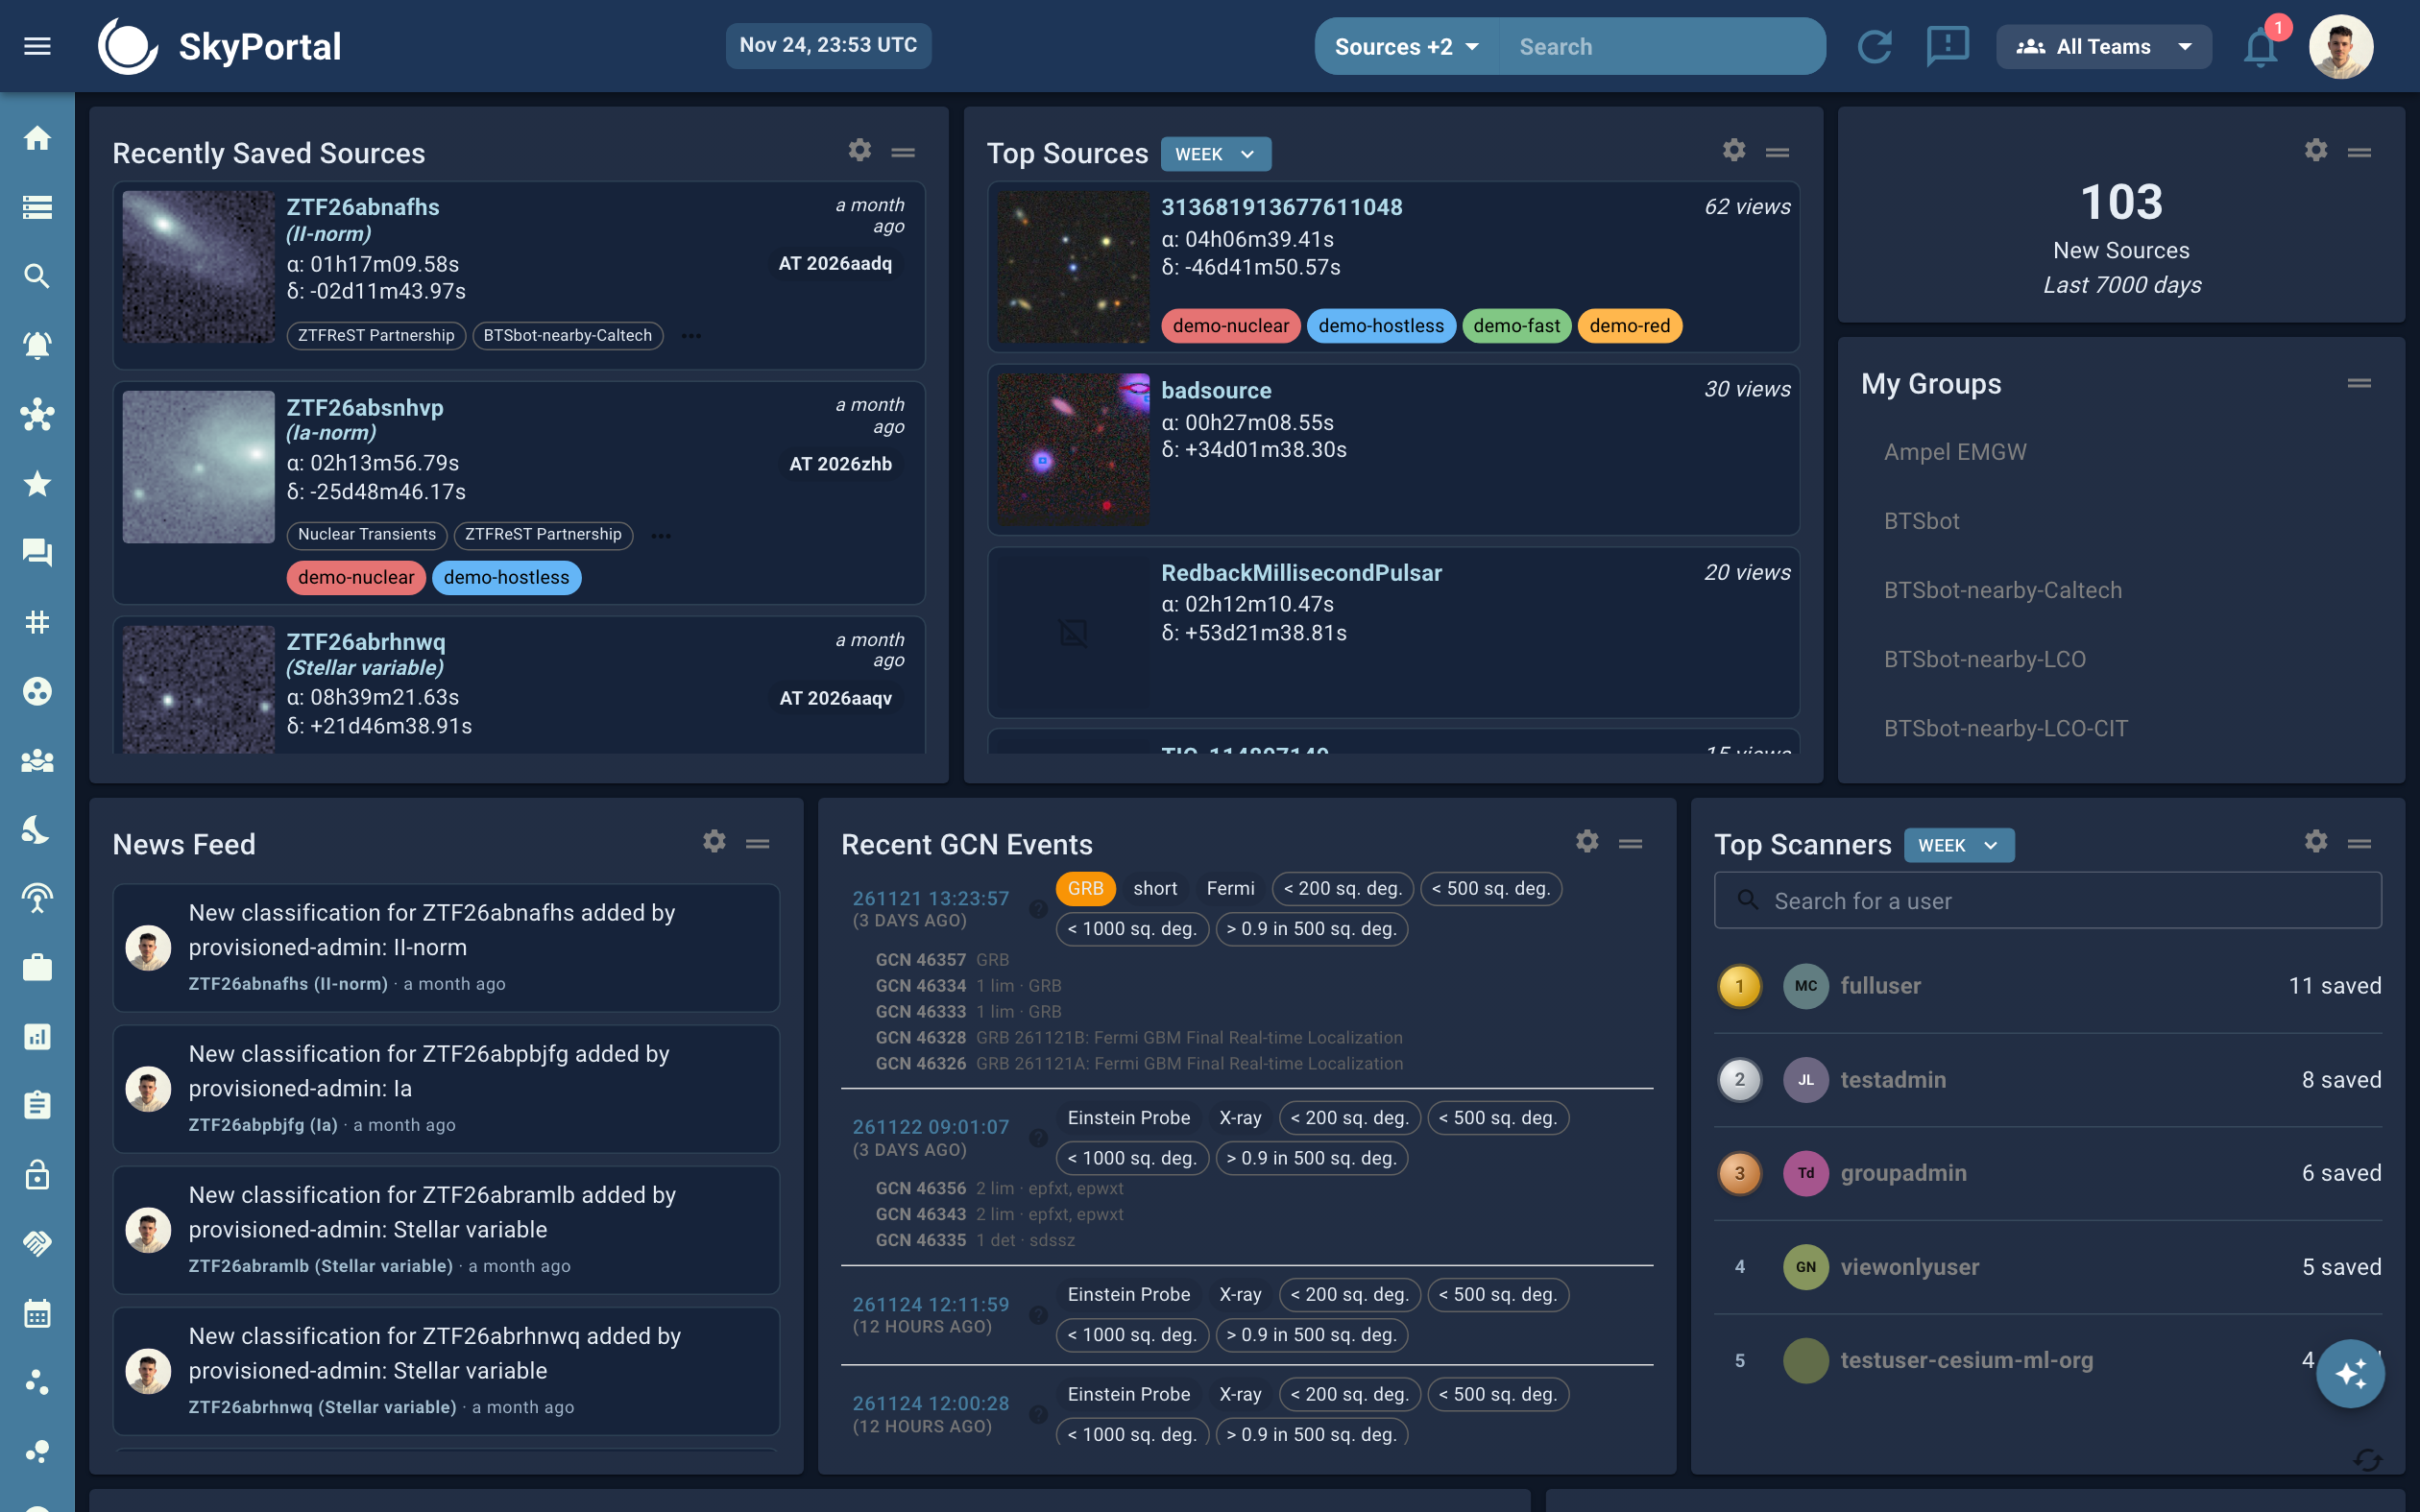 SkyPortal
Nov 24, 23:53 UTC
Sources +2
Search
All Teams
1
Recently Saved Sources
ZTF26abnafhs
(II-norm)
α: 01h17m09.58s
δ: -02d11m43.97s
a month
ago
AT 2026aadq
ZTFReST Partnership
BTSbot-nearby-Caltech
ZTF26absnhvp
(Ia-norm)
α: 02h13m56.79s
δ: -25d48m46.17s
a month
ago
AT 2026zhb
Nuclear Transients
ZTFReST Partnership
demo-nuclear
demo-hostless
ZTF26abrhnwq
(Stellar variable)
α: 08h39m21.63s
δ: +21d46m38.91s
a month
ago
AT 2026aaqv
Top Sources
WEEK
313681913677611048
62 views
α: 04h06m39.41s
δ: -46d41m50.57s
demo-nuclear
demo-hostless
demo-fast
demo-red
badsource
30 views
α: 00h27m08.55s
δ: +34d01m38.30s
RedbackMillisecondPulsar
20 views
α: 02h12m10.47s
δ: +53d21m38.81s
15 views
103
New Sources
Last 7000 days
My Groups
Ampel EMGW
BTSbot
BTSbot-nearby-Caltech
BTSbot-nearby-LCO
BTSbot-nearby-LCO-CIT
News Feed
New classification for ZTF26abnafhs added by
provisioned-admin: II-norm
ZTF26abnafhs (II-norm) · a month ago
New classification for ZTF26abpbjfg added by
provisioned-admin: Ia
ZTF26abpbjfg (Ia) · a month ago
New classification for ZTF26abramlb added by
provisioned-admin: Stellar variable
ZTF26abramlb (Stellar variable) · a month ago
New classification for ZTF26abrhnwq added by
provisioned-admin: Stellar variable
ZTF26abrhnwq (Stellar variable) · a month ago
Recent GCN Events
261121 13:23:57
(3 DAYS AGO)
GRB short Fermi < 200 sq. deg. < 500 sq. deg.
< 1000 sq. deg. > 0.9 in 500 sq. deg.
GCN 46357 GRB
GCN 46334 1 lim · GRB
GCN 46333 1 lim · GRB
GCN 46328 GRB 261121B: Fermi GBM Final Real-time Localization
GCN 46326 GRB 261121A: Fermi GBM Final Real-time Localization
261122 09:01:07
(3 DAYS AGO)
Einstein Probe X-ray < 200 sq. deg. < 500 sq. deg.
< 1000 sq. deg. > 0.9 in 500 sq. deg.
GCN 46356 2 lim · epfxt, epwxt
GCN 46343 2 lim · epfxt, epwxt
GCN 46335 1 det · sdssz
261124 12:11:59
(12 HOURS AGO)
Einstein Probe X-ray < 200 sq. deg. < 500 sq. deg.
< 1000 sq. deg. > 0.9 in 500 sq. deg.
261124 12:00:28
(12 HOURS AGO)
Einstein Probe X-ray < 200 sq. deg. < 500 sq. deg.
< 1000 sq. deg. > 0.9 in 500 sq. deg.
Top Scanners
WEEK
Search for a user
1 MC fulluser 11 saved
2 JL testadmin 8 saved
3 Td groupadmin 6 saved
4 GN viewonlyuser 5 saved
5 testuser-cesium-ml-org 4